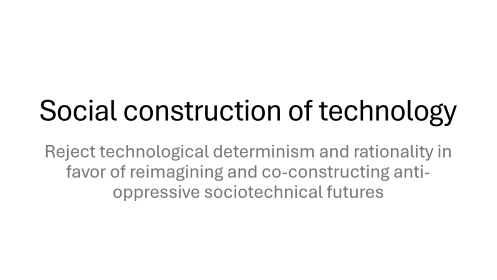 Social construction of technology
Reject technological determinism and rationality in
favor of reimagining and co-constructing anti-
oppressive sociotechnical futures